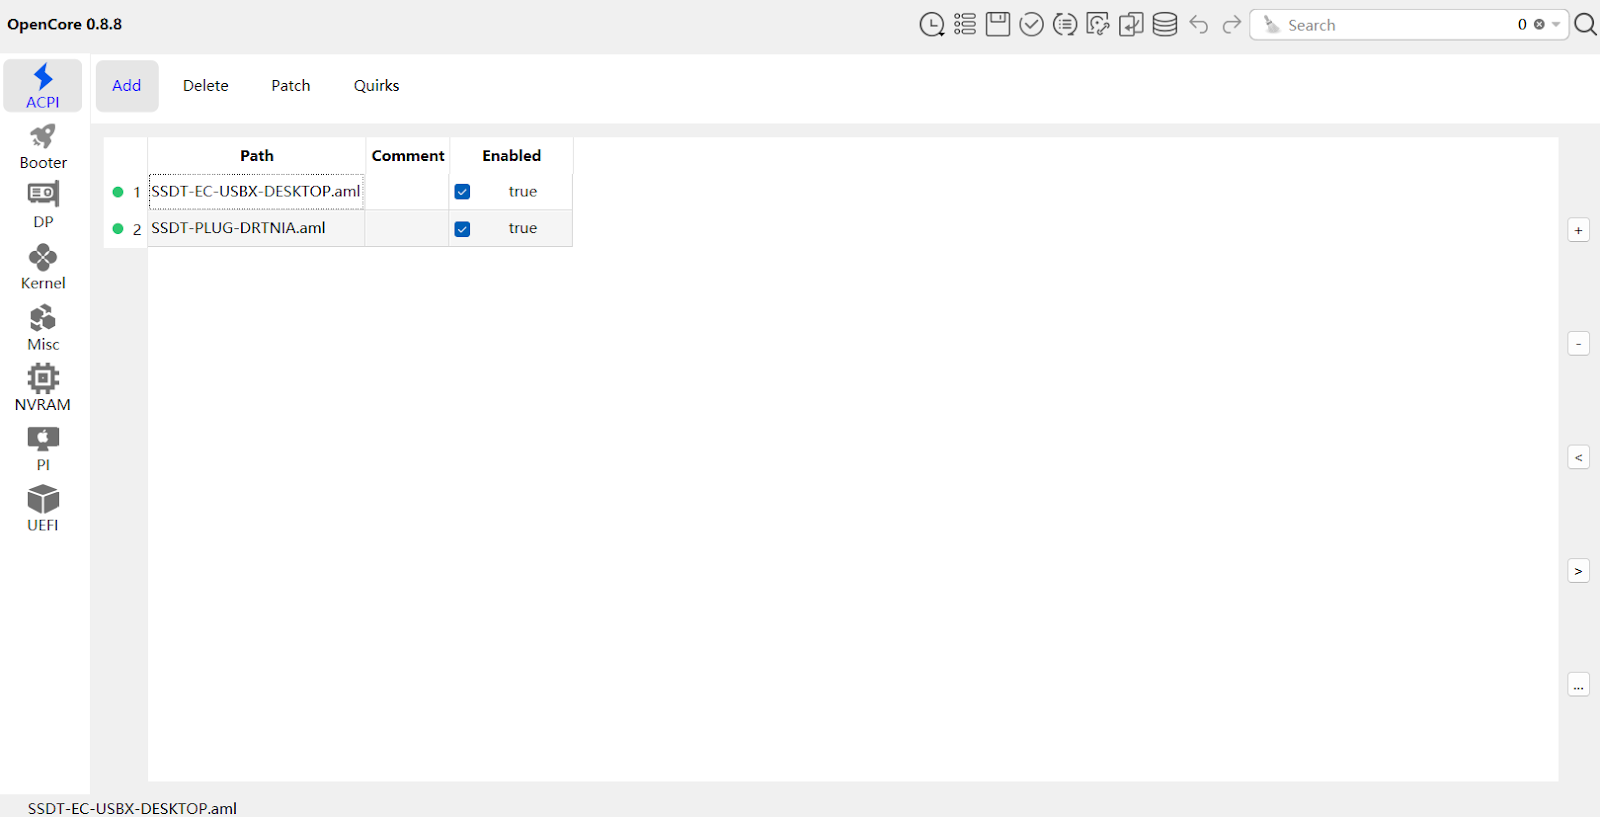 OpenCore 0.8.8
Search 0
ACPI
Booter
DP
Kernel
Misc
NVRAM
PI
UEFI
Add Delete Patch Quirks
Path Comment Enabled
1 SSDT-EC-USBX-DESKTOP.aml true
2 SSDT-PLUG-DRTNIA.aml true
+
-
<
>
...
SSDT-EC-USBX-DESKTOP.aml